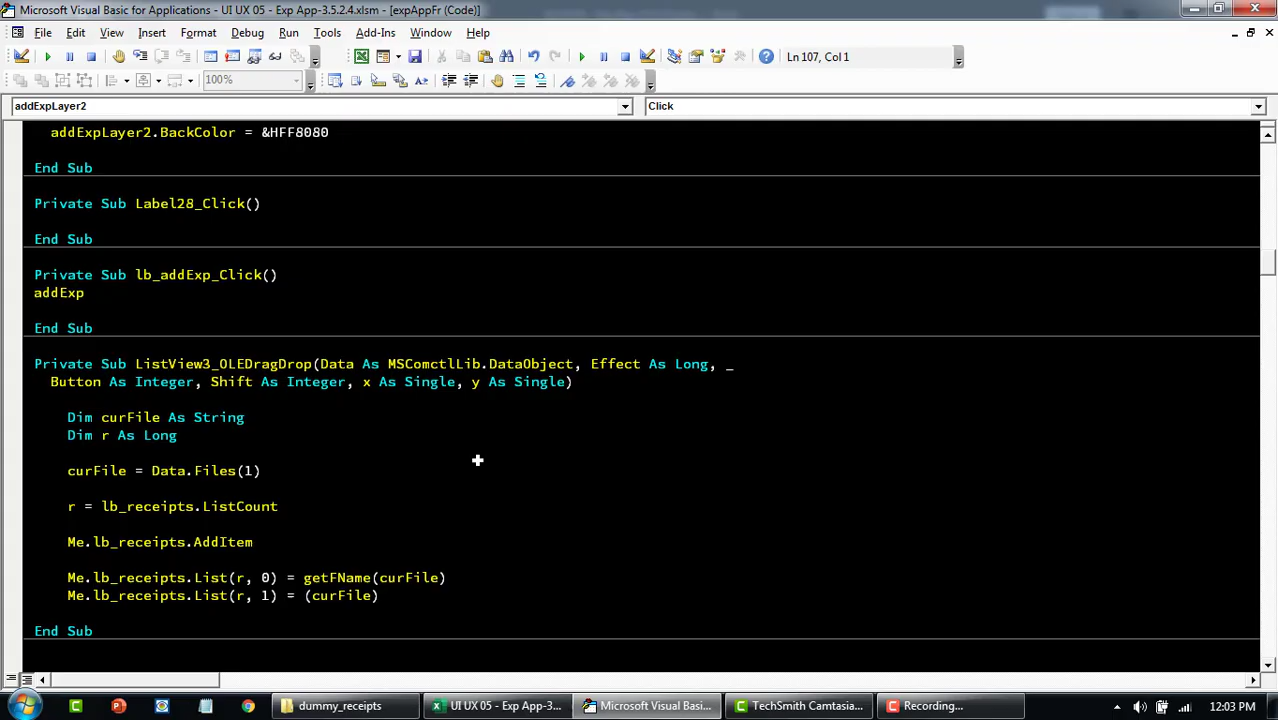 Microsoft Visual Basic for Applications - UI UX 05 - Exp App-3.5.2.4.xlsm - [expAppFr (Code)]
File Edit View Insert Format Debug Run Tools Add-Ins Window Help
Ln 107, Col 1
100%
addExpLayer2 Click
addExpLayer2.BackColor = &HFF8080
End Sub
Private Sub Label28_Click()
End Sub
Private Sub lb_addExp_Click()
addExp
End Sub
Private Sub ListView3_OLEDragDrop(Data As MSComctlLib.DataObject, Effect As Long, _
Button As Integer, Shift As Integer, x As Single, y As Single)
Dim curFile As String
Dim r As Long
curFile = Data.Files(1)
r = lb_receipts.ListCount
Me.lb_receipts.AddItem
Me.lb_receipts.List(r, 0) = getFName(curFile)
Me.lb_receipts.List(r, 1) = (curFile)
End Sub
dummy_receipts UI UX 05 - Exp App-3... Microsoft Visual Basi... TechSmith Camtasia... Recording... 12:03 PM